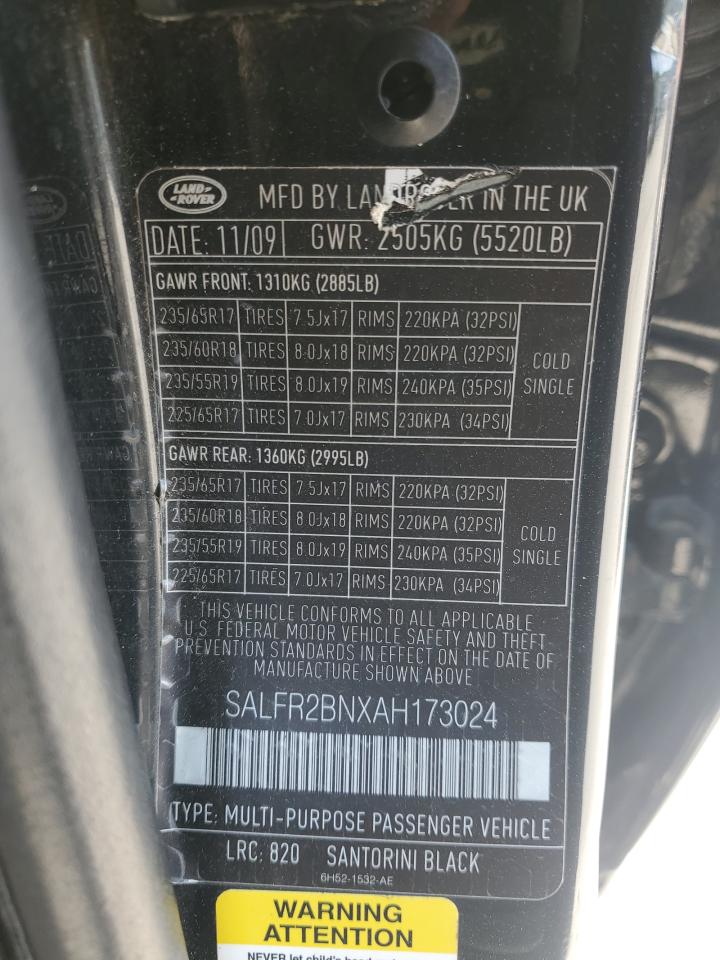 LAND ROVER MFD BY LANDROVER IN THE UK
DATE: 11/09 GWR: 2505KG (5520LB)
GAWR FRONT: 1310KG (2885LB)
235/65R17 TIRES 7.5Jx17 RIMS 220KPA (32PSI)
235/60R18 TIRES 8.0Jx18 RIMS 220KPA (32PSI)
235/55R19 TIRES 8.0Jx19 RIMS 240KPA (35PSI)
225/65R17 TIRES 7.0Jx17 RIMS 230KPA (34PSI)
COLD
SINGLE
GAWR REAR: 1360KG (2995LB)
235/65R17 TIRES 7.5Jx17 RIMS 220KPA (32PSI)
235/60R18 TIRES 8.0Jx18 RIMS 220KPA (32PSI)
235/55R19 TIRES 8.0Jx19 RIMS 240KPA (35PSI)
225/65R17 TIRES 7.0Jx17 RIMS 230KPA (34PSI)
COLD
SINGLE
THIS VEHICLE CONFORMS TO ALL APPLICABLE
U.S. FEDERAL MOTOR VEHICLE SAFETY AND THEFT
PREVENTION STANDARDS IN EFFECT ON THE DATE OF
MANUFACTURE SHOWN ABOVE
SALFR2BNXAH173024
TYPE: MULTI-PURPOSE PASSENGER VEHICLE
LRC: 820 SANTORINI BLACK
6H52-1532-AE
WARNING
ATTENTION
NEVER let child's head